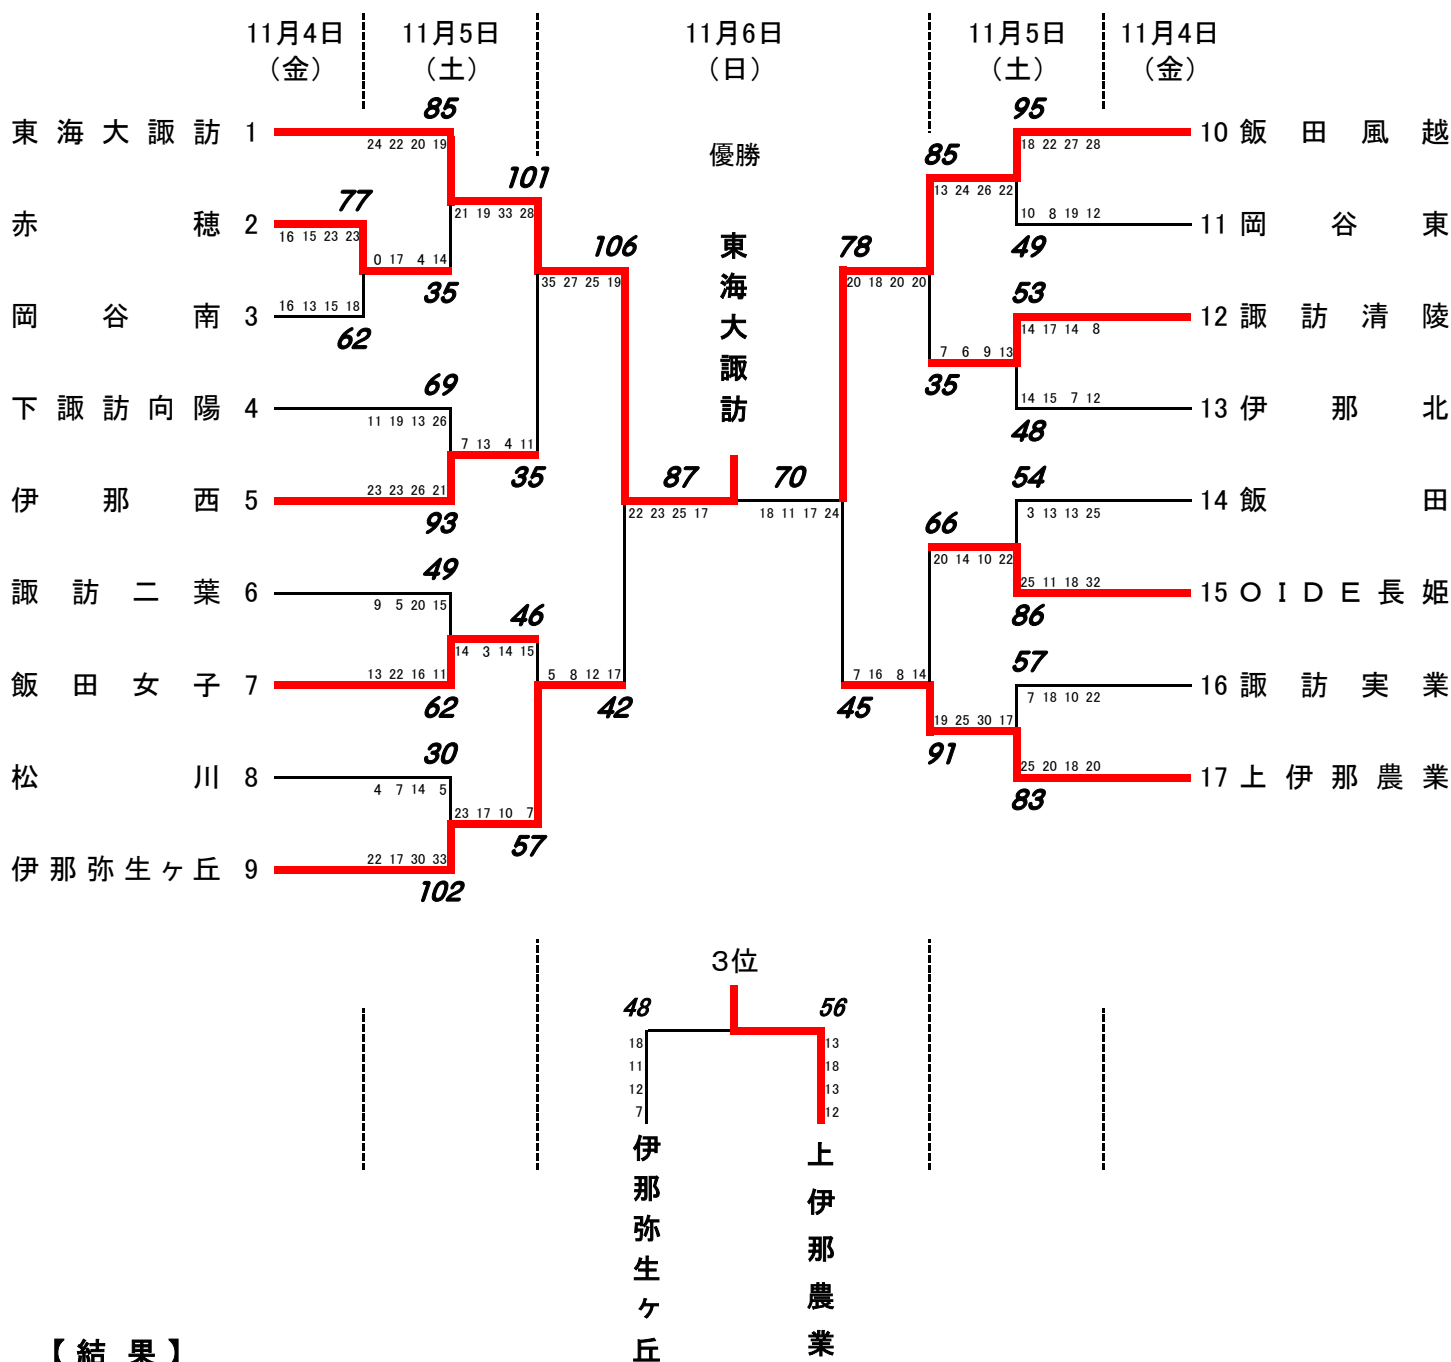 11月4日 11月5日 11月6日 11月5日 11月4日
（金） （土） （日） （土） （金）
85 95
東海大諏訪 1 10 飯田風越
24 22 20 19 18 22 27 28
優勝
101 85
77 21 19 33 28 13 24 26 22
赤穂 2 11 岡谷東
16 15 23 23 10 8 19 12
106 東海大諏訪 78 49
0 17 4 14 35 27 25 19 20 18 20 20
35 53
岡谷南 3 12 諏訪清陵
16 13 15 18 14 17 14 8
62 7 6 9 13
69 35
下諏訪向陽 4 13 伊那北
11 19 13 26 14 15 7 12
7 13 4 11 48
35 87 70 54
伊那西 5 14 飯田
23 23 26 21 22 23 25 17 18 11 17 24 3 13 13 25
93 66
49 20 14 10 22
諏訪二葉 6 15 ＯＩＤＥ長姫
9 5 20 15 25 11 18 32
46 86
14 3 14 15 57
飯田女子 7 16 諏訪実業
13 22 16 11 5 8 12 17 7 16 8 14 7 18 10 22
62 42 45 19 25 30 17
30 91
松川 8 17 上伊那農業
4 7 14 5 25 20 18 20
23 17 10 7 83
57
伊那弥生ヶ丘 9
22 17 30 33
102
３位
48 56
18 13
11 18
12 13
7 12
伊那弥生ヶ丘 上伊那農業
【結果】